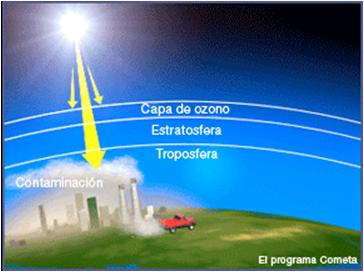 Capa de ozono
Estratosfera
Troposfera
Contaminación
El programa Cometa